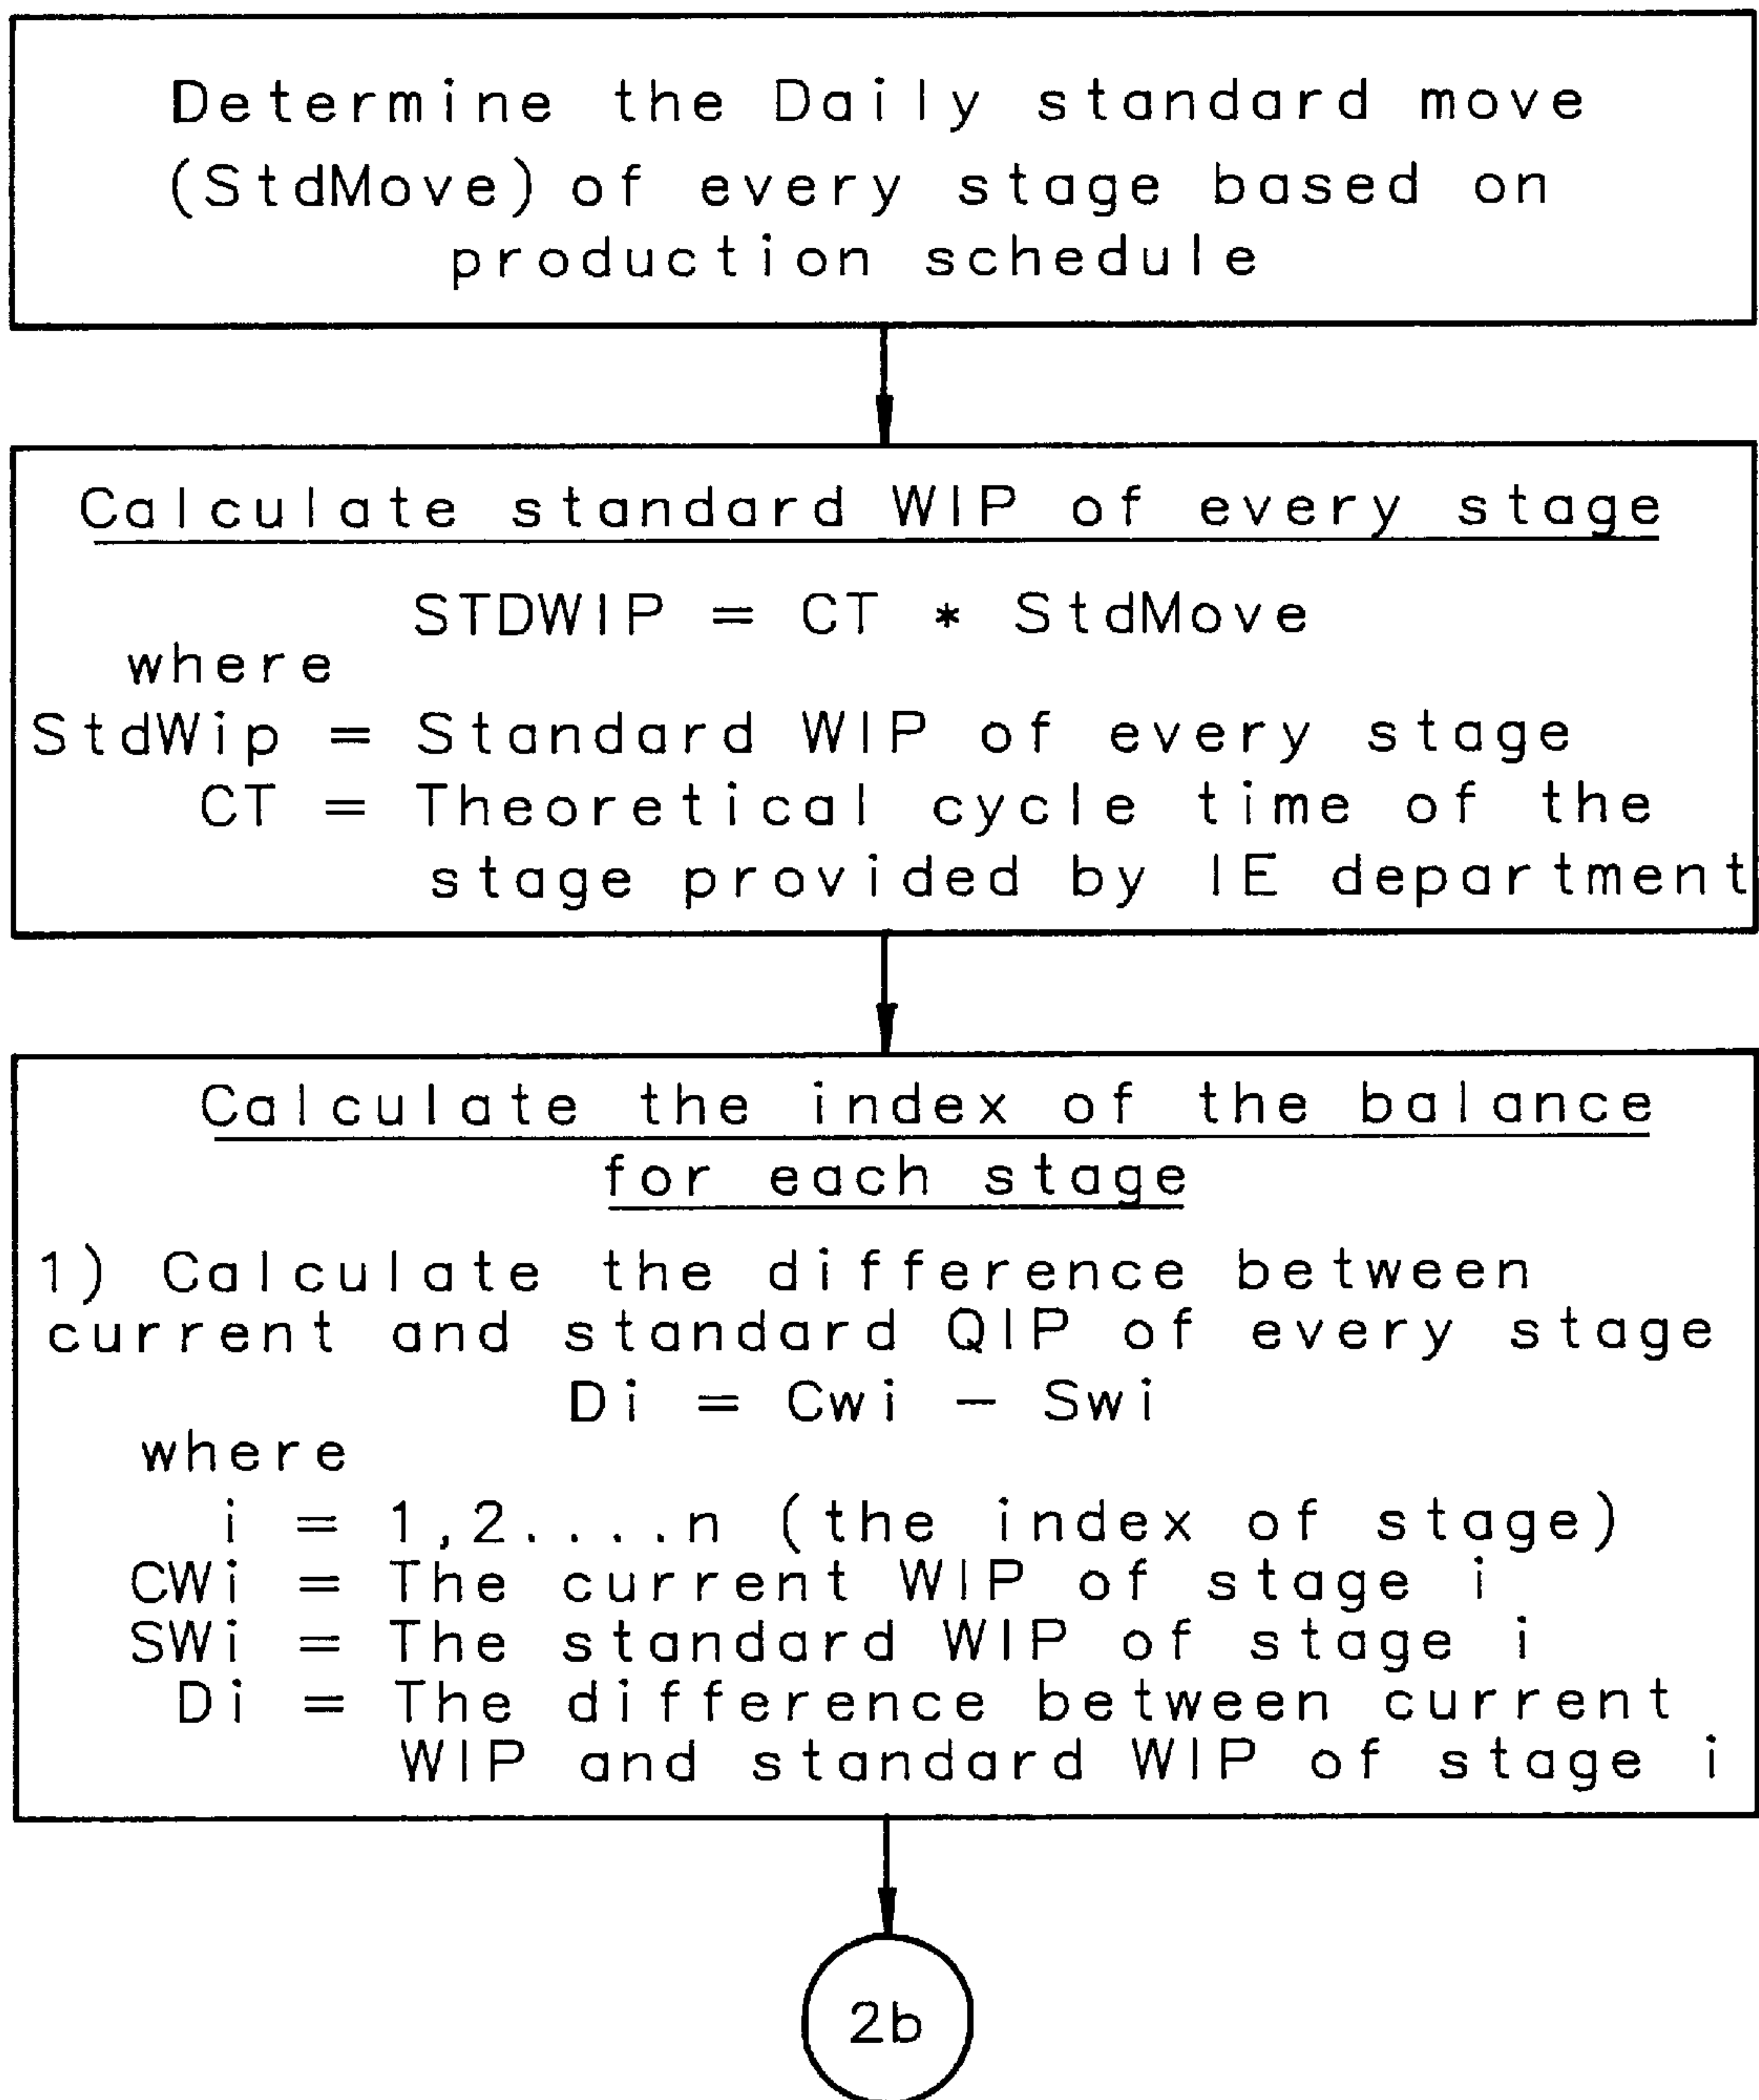 Determine the Daily standard move
(StdMove) of every stage based on
production schedule
Calculate standard WIP of every stage
STDWIP = CT * StdMove
where
StdWip = Standard WIP of every stage
CT = Theoretical cycle time of the
stage provided by IE department
Calculate the index of the balance
for each stage
1) Calculate the difference between
current and standard QIP of every stage
Di = Cwi - Swi
where
i = 1,2....n (the index of stage)
CWi = The current WIP of stage i
SWi = The standard WIP of stage i
Di = The difference between current
WIP and standard WIP of stage i
2b